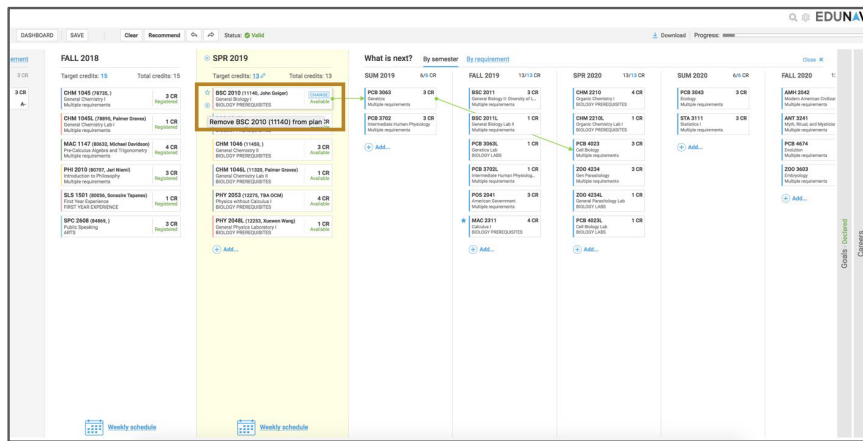 EDUNAV
DASHBOARD SAVE Clear Recommend Status: Valid Download Progress:
ement
3 CR
3 CR
A-
FALL 2018
Target credits: 15 Total credits: 15
CHM 1045 (78735, )
General Chemistry I
Multiple requirements
3 CR
Registered
CHM 1045L (78895, Palmer Graves)
General Chemistry Lab I
Multiple requirements
1 CR
Registered
MAC 1147 (80632, Michael Davidson)
Pre-Calculus Algebra and Trigonometry
Multiple requirements
4 CR
Registered
PHI 2010 (80707, Jari Niemi)
Introduction to Philosophy
Multiple requirements
3 CR
Registered
SLS 1501 (80056, Sonasire Tapanes)
First Year Experience
FIRST YEAR EXPERIENCE
1 CR
Registered
SPC 2608 (84869, )
Public Speaking
ARTS
3 CR
Registered
Weekly schedule
SPR 2019
Target credits: 13 Total credits: 13
BSC 2010 (11140, John Geiger)
General Biology I
BIOLOGY PREREQUISITES
CHANGE
Available
Remove BSC 2010 (11140) from plan
CHM 1046 (11450, )
General Chemistry II
BIOLOGY PREREQUISITES
3 CR
Available
CHM 1046L (11320, Palmer Graves)
General Chemistry Lab II
BIOLOGY PREREQUISITES
1 CR
Available
PHY 2053 (12275, TBA OCM)
Physics without Calculus I
BIOLOGY PREREQUISITES
4 CR
Available
PHY 2048L (12253, Xuewen Wang)
General Physics Laboratory I
BIOLOGY PREREQUISITES
1 CR
Available
Add...
Weekly schedule
What is next? By semester By requirement Close
SUM 2019 6/6 CR
PCB 3063 3 CR
Genetics
Multiple requirements
PCB 3702 3 CR
Intermediate Human Physiology
Multiple requirements
Add...
FALL 2019 13/13 CR
BSC 2011 3 CR
General Biology II: Diversity of L...
Multiple requirements
BSC 2011L 1 CR
General Biology Lab II
Multiple requirements
PCB 3063L 1 CR
Genetics Lab
BIOLOGY LABS
PCB 3702L 1 CR
Intermediate Human Physiolog...
Multiple requirements
POS 2041 3 CR
American Government
Multiple requirements
MAC 2311 4 CR
Calculus I
BIOLOGY PREREQUISITES
Add...
SPR 2020 13/13 CR
CHM 2210 4 CR
Organic Chemistry I
BIOLOGY PREREQUISITES
CHM 2210L 1 CR
Organic Chemistry Lab I
BIOLOGY PREREQUISITES
PCB 4023 3 CR
Cell Biology
Multiple requirements
ZOO 4234 3 CR
Gen Parasitology
Multiple requirements
ZOO 4234L 1 CR
General Parasitology Lab
BIOLOGY LABS
PCB 4023L 1 CR
Cell Biology Lab
BIOLOGY LABS
Add...
SUM 2020 6/6 CR
PCB 3043 3 CR
Ecology
Multiple requirements
STA 3111 3 CR
Statistics I
Multiple requirements
Add...
FALL 2020
AMH 2042
Modern American Civilizat
Multiple requirements
ANT 3241
Myth, Ritual, and Mysticis
Multiple requirements
PCB 4674
Evolution
Multiple requirements
ZOO 3603
Embryology
Multiple requirements
Add...
Goals - Declared
Careers